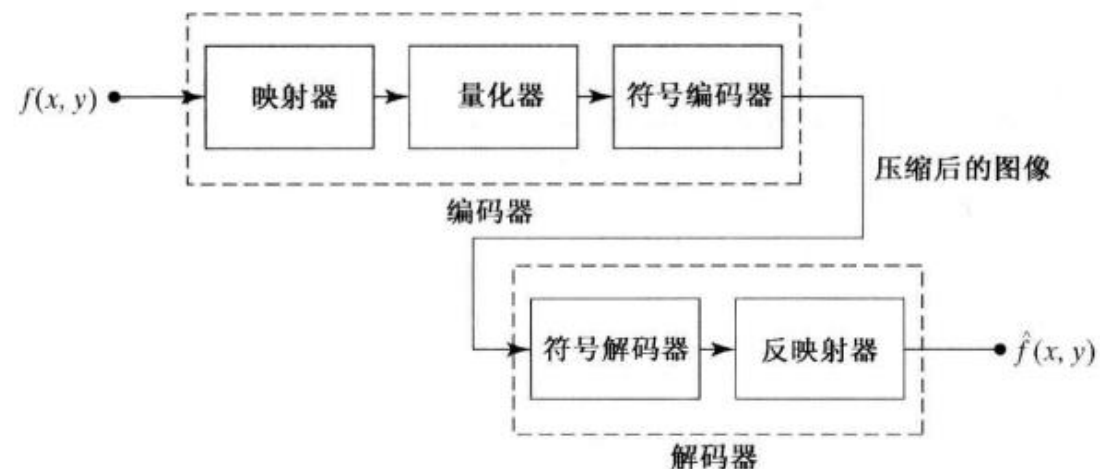 f(x, y)
映射器
量化器
符号编码器
压缩后的图像
编码器
符号解码器
反映射器
f̂(x, y)
解码器